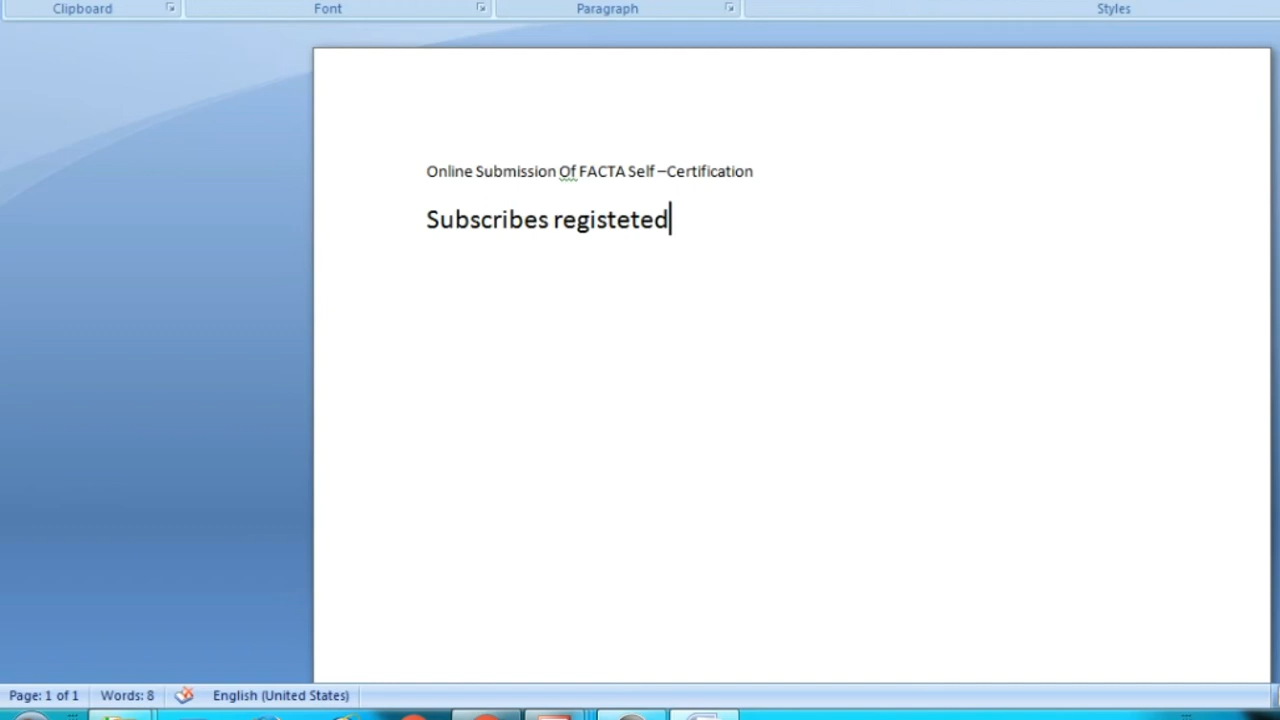 Clipboard Font Paragraph Styles
Online Submission Of FACTA Self –Certification
Subscribes registeted
Page: 1 of 1 Words: 8 English (United States)